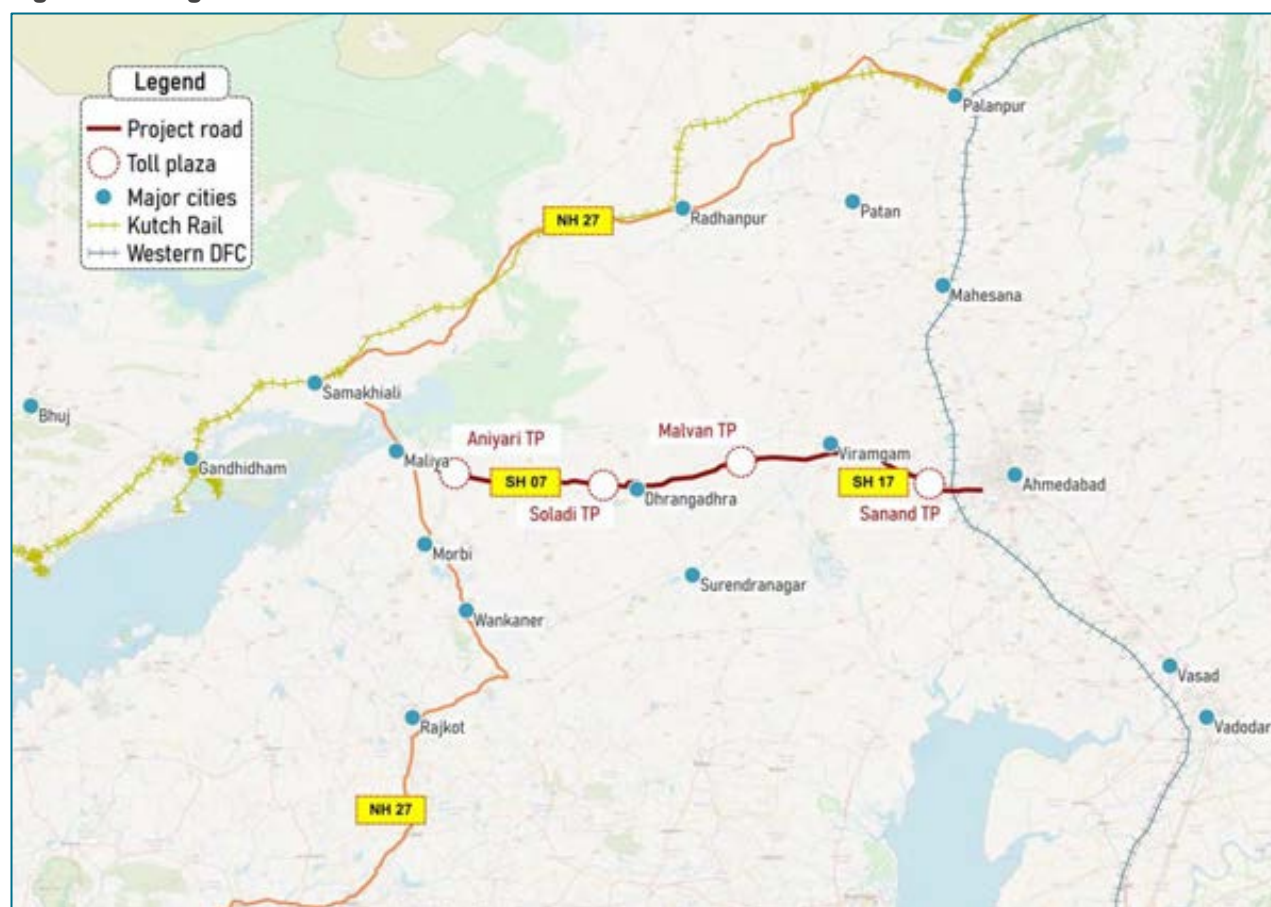 Legend
Project road
Toll plaza
Major cities
Kutch Rail
Western DFC
Palanpur
NH 27
Radhanpur
Patan
Mahesana
Samakhiali
Bhuj
Gandhidham
Maliya
Aniyari TP
Malvan TP
Viramgam
SH 07
Dhrangadhra
SH 17
Ahmedabad
Soladi TP
Sanand TP
Morbi
Surendranagar
Wankaner
Vasad
Rajkot
Vadodar
NH 27